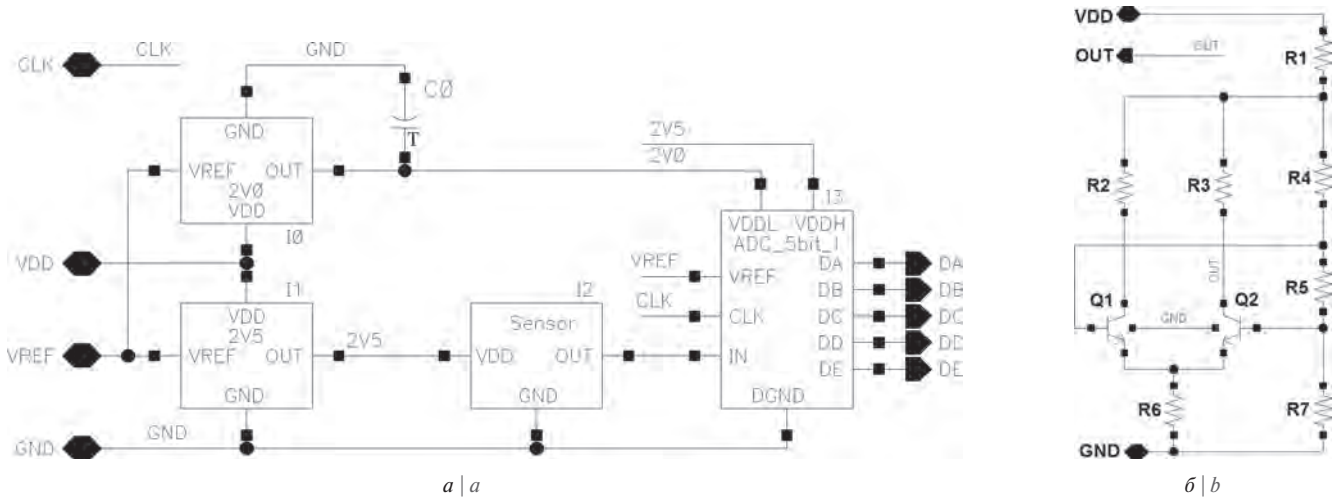 CLK
CLK
GND
C0
GND
T
VREF OUT
2V0
VDD
I0
2V5
2V0
I3
VDDL VDDH
ADC_5bit_I
VDD
I1
VREF
VREF
CLK
CLK
IN
DGND
DA DA
DB DB
DC DC
DD DD
DE DE
VDD
2V5
VREF
VREF OUT
GND
2V5
I2
Sensor
VDD OUT
GND
GND
GND
a | a
VDD
OUT
OUT
R1
R2
R3
R4
OUT
R5
Q1
GND
Q2
R6
R7
GND
б | b